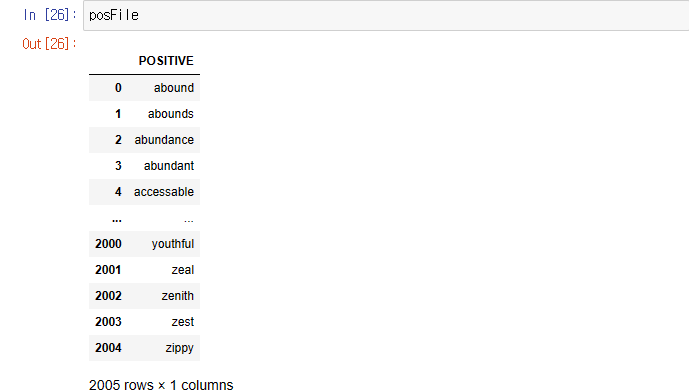 In [26]: posFile
Out[26]:
POSITIVE
0 abound
1 abounds
2 abundance
3 abundant
4 accessable
... ...
2000 youthful
2001 zeal
2002 zenith
2003 zest
2004 zippy
2005 rows × 1 columns